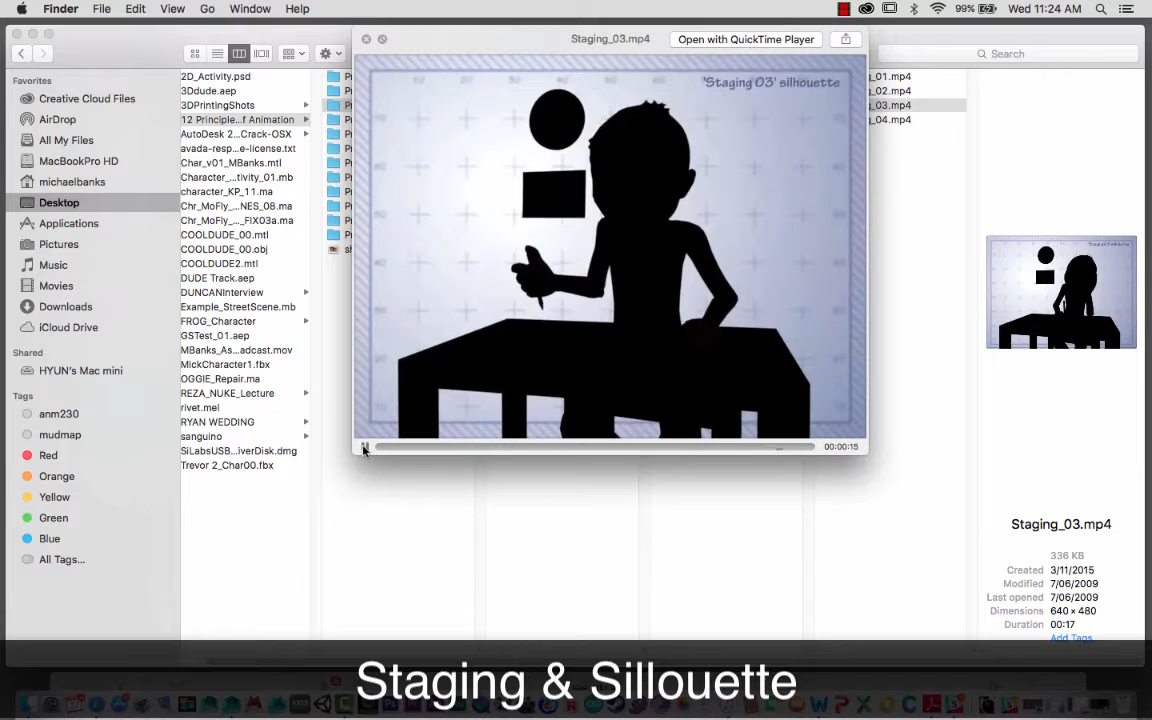 Finder File Edit View Go Window Help
99% Wed 11:24 AM
Staging_03.mp4
Open with QuickTime Player
Search
Favorites
Creative Cloud Files
AirDrop
All My Files
MacBookPro HD
michaelbanks
Desktop
Applications
Pictures
Music
Movies
Downloads
iCloud Drive
Shared
HYUN's Mac mini
Tags
anm230
mudmap
Red
Orange
Yellow
Green
Blue
All Tags...
2D_Activity.psd
3Ddude.aep
3DPrintingShots
12 Principle...f Animation
AutoDesk 2...Crack-OSX
avada-resp...e-license.txt
Char_v01_MBanks.mtl
Character_...tivity_01.mb
character_KP_11.ma
Chr_MoFly_...NES_08.ma
Chr_MoFly_..._FIX03a.ma
COOLDUDE_00.mtl
COOLDUDE_00.obj
COOLDUDE2.mtl
DUDE Track.aep
DUNCANInterview
Example_StreetScene.mb
FROG_Character
GSTest_01.aep
MBanks_As...adcast.mov
MickCharacter1.fbx
OGGIE_Repair.ma
REZA_NUKE_Lecture
rivet.mel
RYAN WEDDING
sanguino
SiLabsUSB...iverDisk.dmg
Trevor 2_Char00.fbx
'Staging 03' silhouette
00:00:15
g_01.mp4
g_02.mp4
g_03.mp4
g_04.mp4
Staging_03.mp4
336 KB
Created 3/11/2015
Modified 7/06/2009
Last opened 7/06/2009
Dimensions 640 × 480
Duration 00:17
Add Tags...
Staging & Sillouette